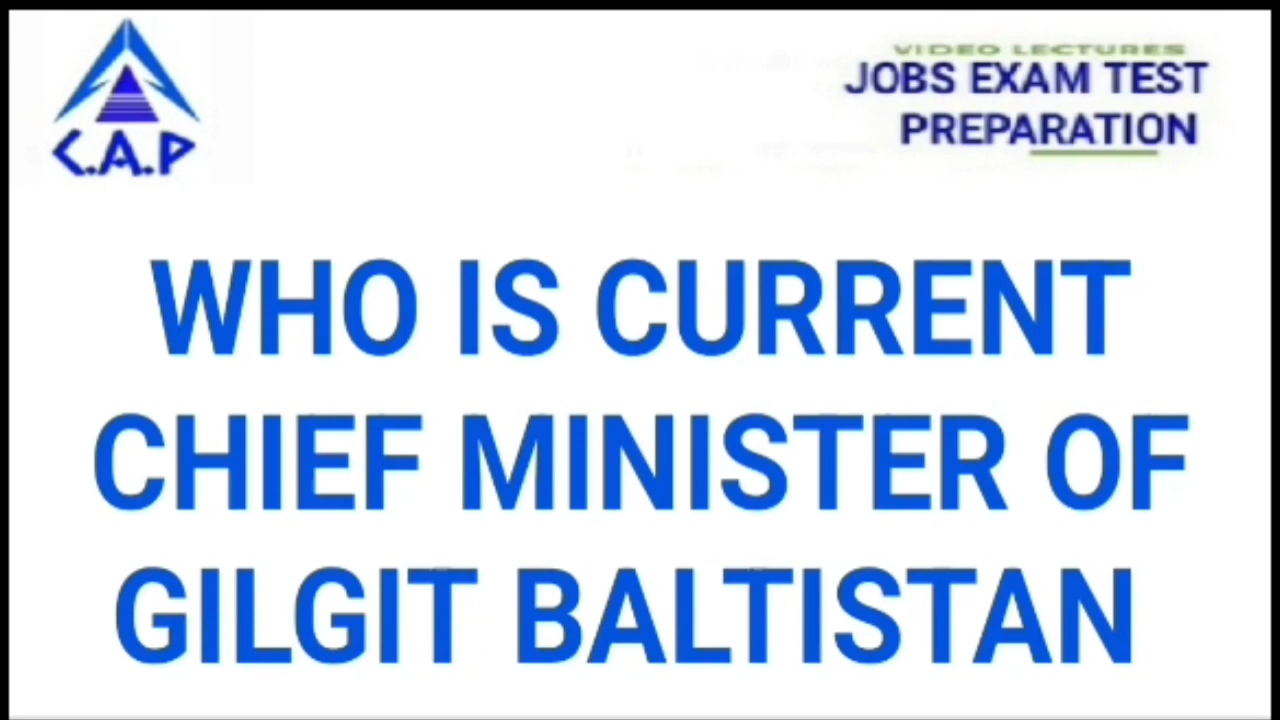 C.A.P
VIDEO LECTURES
JOBS EXAM TEST
PREPARATION
WHO IS CURRENT
CHIEF MINISTER OF
GILGIT BALTISTAN